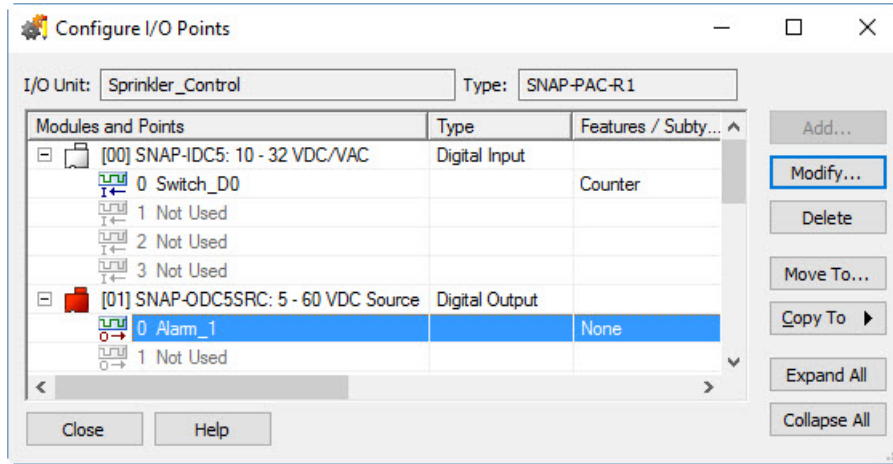 Configure I/O Points
I/O Unit: Sprinkler_Control Type: SNAP-PAC-R1
Modules and Points Type Features / Subty...
[00] SNAP-IDC5: 10 - 32 VDC/VAC Digital Input
0 Switch_D0 Counter
1 Not Used
2 Not Used
3 Not Used
[01] SNAP-ODC5SRC: 5 - 60 VDC Source Digital Output
0 Alarm_1 None
1 Not Used
Add...
Modify...
Delete
Move To...
Copy To
Expand All
Collapse All
Close Help